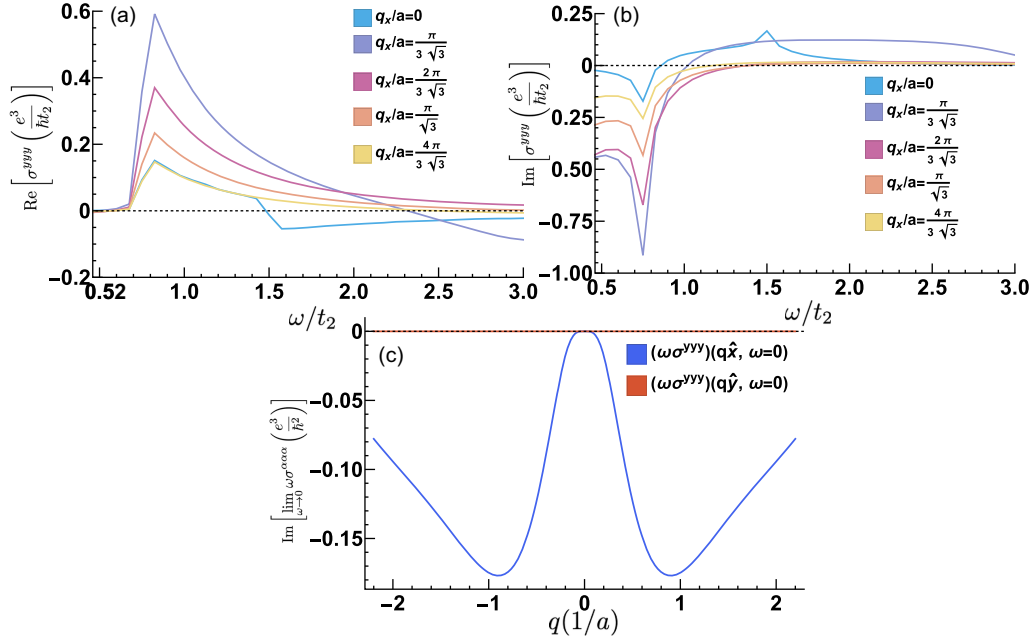 (a)
Re [σ^{yyy} (e^3/ħt_2)]
0.6
0.4
0.2
0
−0.2
0.52
1.0
1.5
2.0
2.5
3.0
ω/t_2
q_x/a=0
q_x/a=π/(3√3)
q_x/a=2π/(3√3)
q_x/a=π/√3
q_x/a=4π/(3√3)
(b)
Im [σ^{yyy} (e^3/ħt_2)]
0.25
0
0.25
−0.50
−0.75
−1.00
0.5
1.0
1.5
2.0
2.5
3.0
ω/t_2
q_x/a=0
q_x/a=π/(3√3)
q_x/a=2π/(3√3)
q_x/a=π/√3
q_x/a=4π/(3√3)
(c)
Im [lim_{ω→0} ωσ^{ααα} (e^3/ħ^2)]
0
−0.05
−0.10
−0.15
−2
−1
0
1
2
q(1/a)
(ωσ^{yyy})(qx̂, ω=0)
(ωσ^{yyy})(qŷ, ω=0)